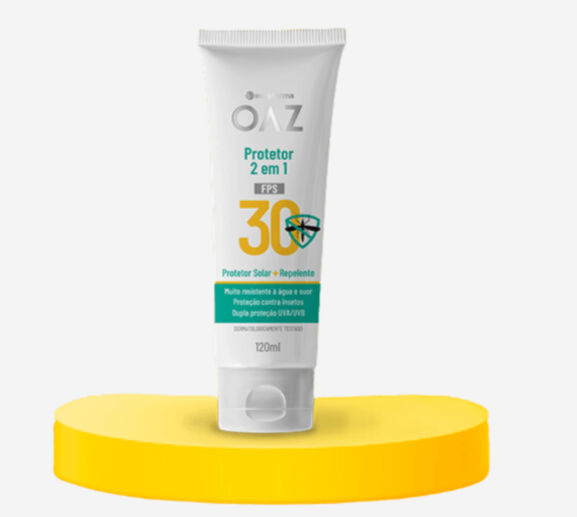 OAZ
Protetor
2 em 1
FPS
30
Protetor Solar + Repelente
Muito resistente à água e suor
Proteção contra insetos
Dupla proteção UVA/UVB
DERMATOLOGICAMENTE TESTADO
120ml